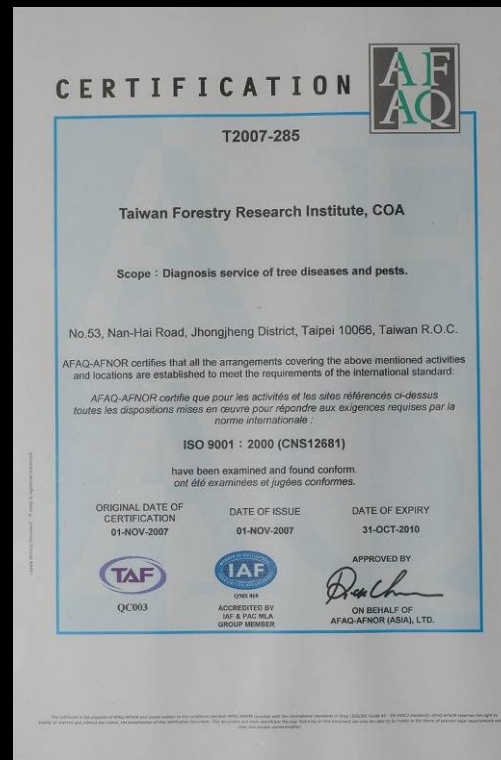 CERTIFICATION
AF
AQ
T2007-285
Taiwan Forestry Research Institute, COA
Scope : Diagnosis service of tree diseases and pests.
No.53, Nan-Hai Road, Jhongjheng District, Taipei 10066, Taiwan R.O.C.
AFAQ-AFNOR certifies that all the arrangements covering the above mentioned activities
and locations are established to meet the requirements of the international standard:
AFAQ-AFNOR certifie que pour les activités et les sites référencés ci-dessus
toutes les dispositions mises en œuvre pour répondre aux exigences requises par la
norme internationale :
ISO 9001 : 2000 (CNS12681)
have been examined and found conform.
ont été examinées et jugées conformes.
ORIGINAL DATE OF
CERTIFICATION
01-NOV-2007
DATE OF ISSUE
01-NOV-2007
DATE OF EXPIRY
31-OCT-2010
TAF
QC003
IAF
ACCREDITED BY
IAF & PAC MLA
GROUP MEMBER
APPROVED BY
ON BEHALF OF
AFAQ-AFNOR (ASIA), LTD.